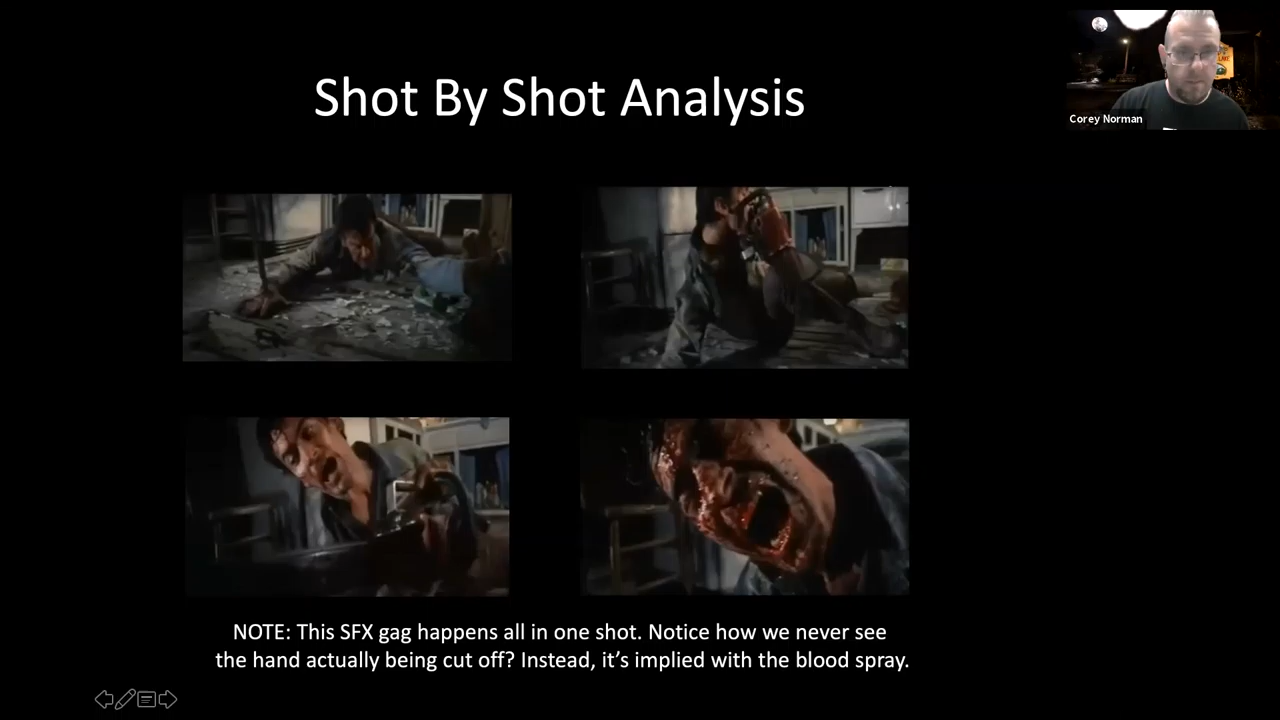 Shot By Shot Analysis
Corey Norman
NOTE: This SFX gag happens all in one shot. Notice how we never see
the hand actually being cut off? Instead, it’s implied with the blood spray.